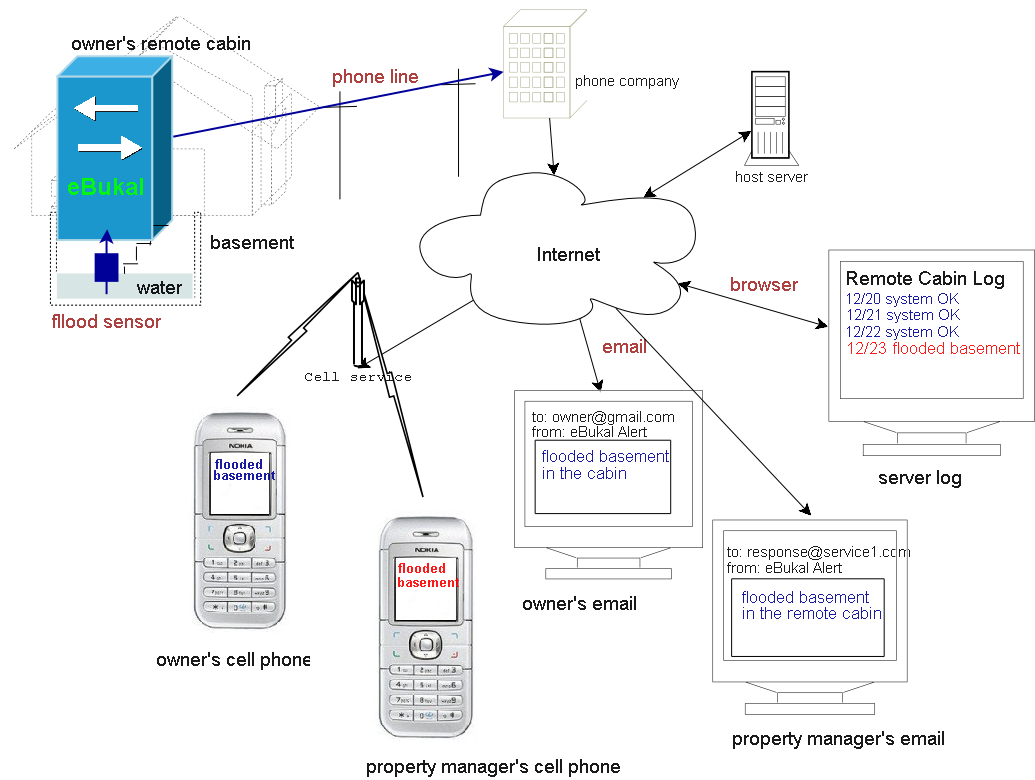 owner's remote cabin
phone line
phone company
host server
eBukal
basement
water
fllood sensor
Internet
browser
Remote Cabin Log
12/20 system OK
12/21 system OK
12/22 system OK
12/23 flooded basement
server log
Cell service
email
to: owner@gmail.com
from: eBukal Alert
flooded basement
in the cabin
owner's email
to: response@service1.com
from: eBukal Alert
flooded basement
in the remote cabin
property manager's email
NOKIA
flooded
basement
owner's cell phone
NOKIA
flooded
basement
property manager's cell phone